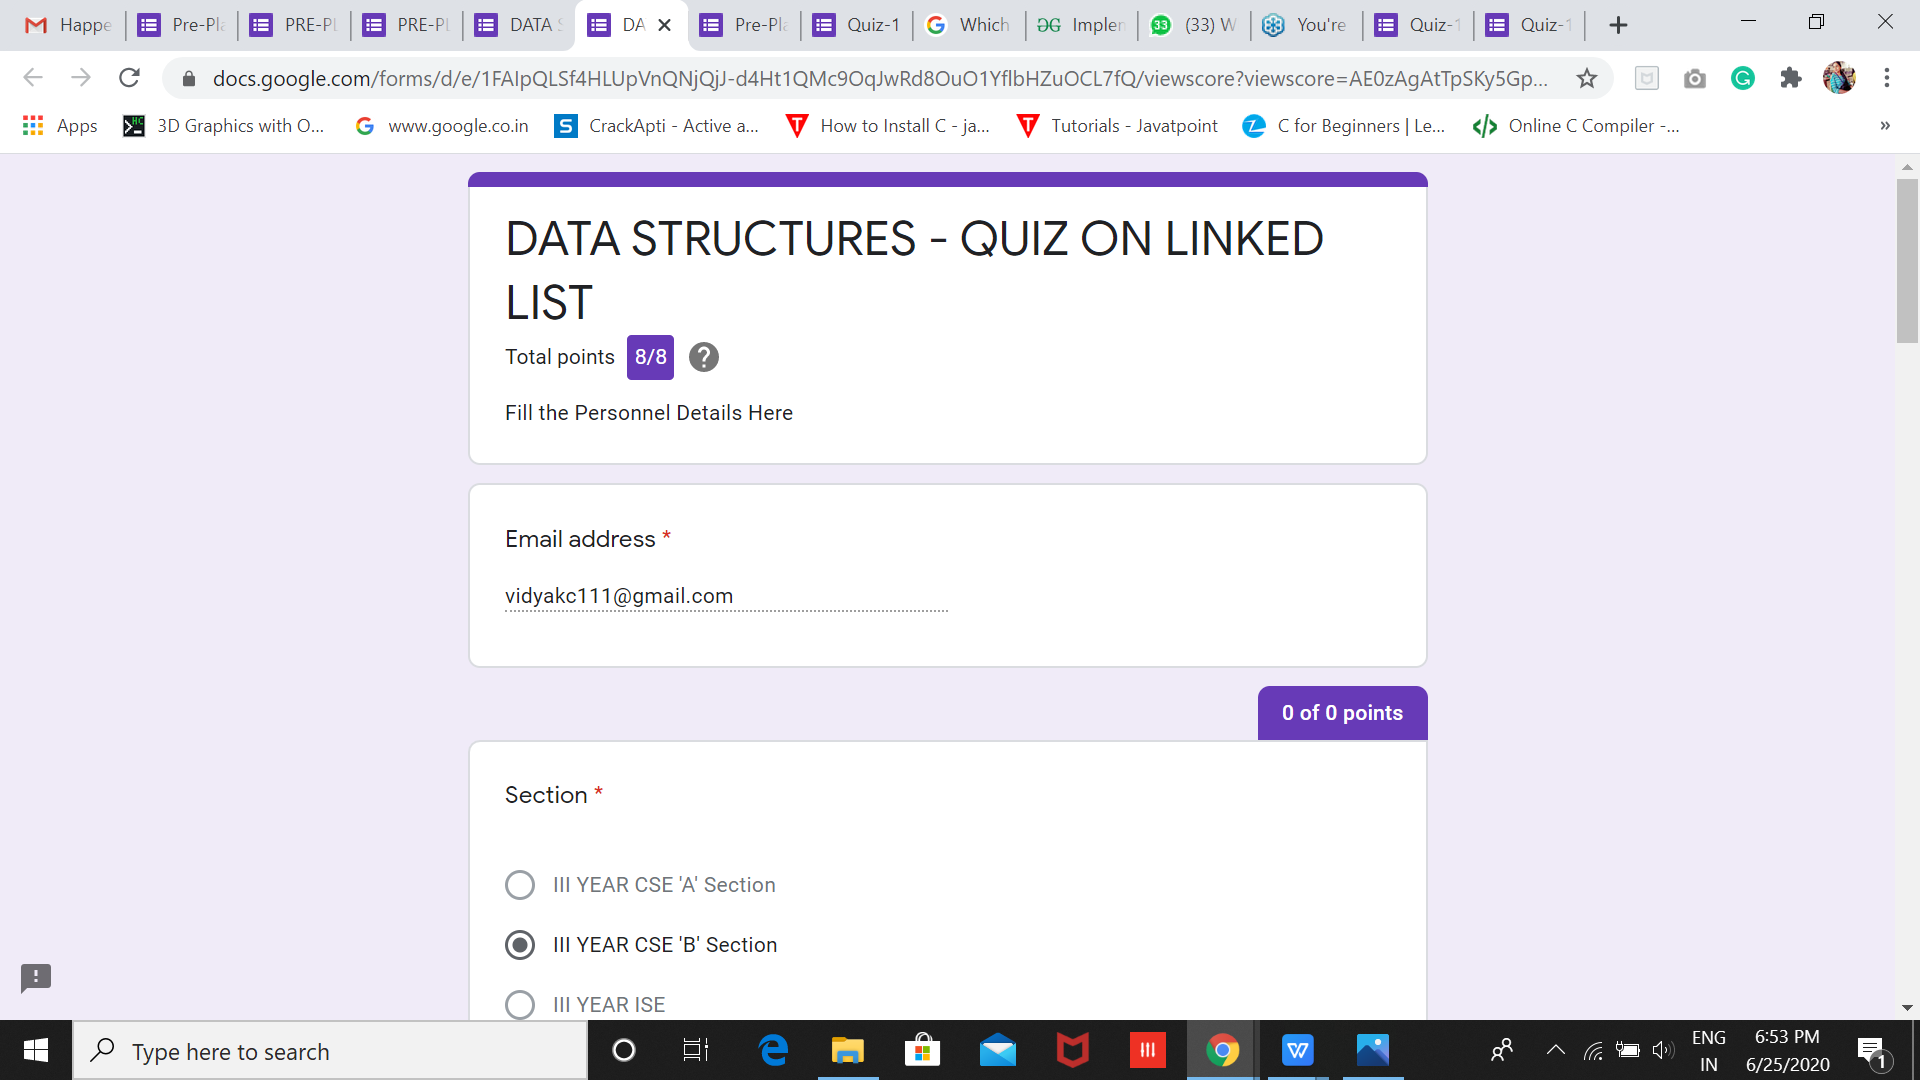 Happe
Pre-Pla
PRE-PL
PRE-PL
DATA S
DA
Pre-Pla
Quiz-1
Which
Implen
(33) W
You're
Quiz-1
Quiz-1
docs.google.com/forms/d/e/1FAIpQLSf4HLUpVnQNjQjJ-d4Ht1QMc9OqJwRd8OuO1YflbHZuOCL7fQ/viewscore?viewscore=AE0zAgAtTpSKy5Gp...
Apps
3D Graphics with O...
www.google.co.in
CrackApti - Active a...
How to Install C - ja...
Tutorials - Javatpoint
C for Beginners | Le...
Online C Compiler -...
»
DATA STRUCTURES - QUIZ ON LINKED
LIST
Total points 8/8
Fill the Personnel Details Here
Email address *
vidyakc111@gmail.com
0 of 0 points
Section *
III YEAR CSE 'A' Section
III YEAR CSE 'B' Section
III YEAR ISE
Type here to search
ENG
IN
6:53 PM
6/25/2020
1